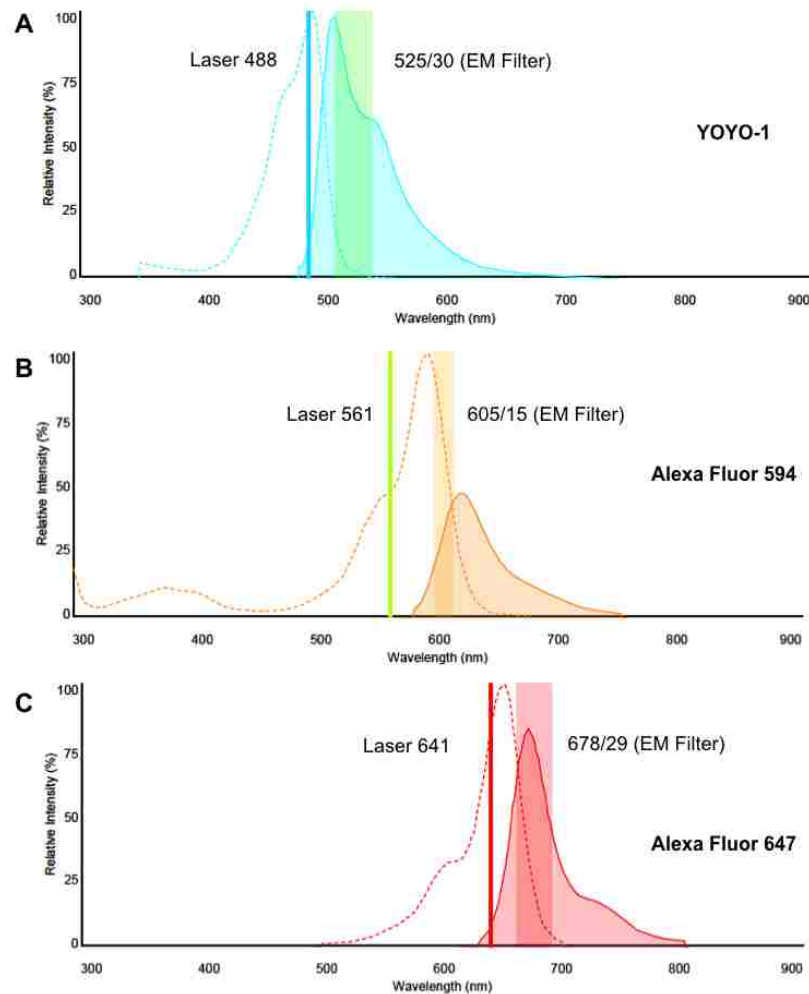 A
Relative Intensity (%)
100
75
50
25
0
Laser 488
525/30 (EM Filter)
YOYO-1
300 400 500 600 700 800 900
Wavelength (nm)
B
Relative Intensity (%)
100
75
50
25
0
Laser 561
605/15 (EM Filter)
Alexa Fluor 594
300 400 500 600 700 800 900
Wavelength (nm)
C
Relative Intensity (%)
100
75
50
25
0
Laser 641
678/29 (EM Filter)
Alexa Fluor 647
300 400 500 600 700 800 900
Wavelength (nm)